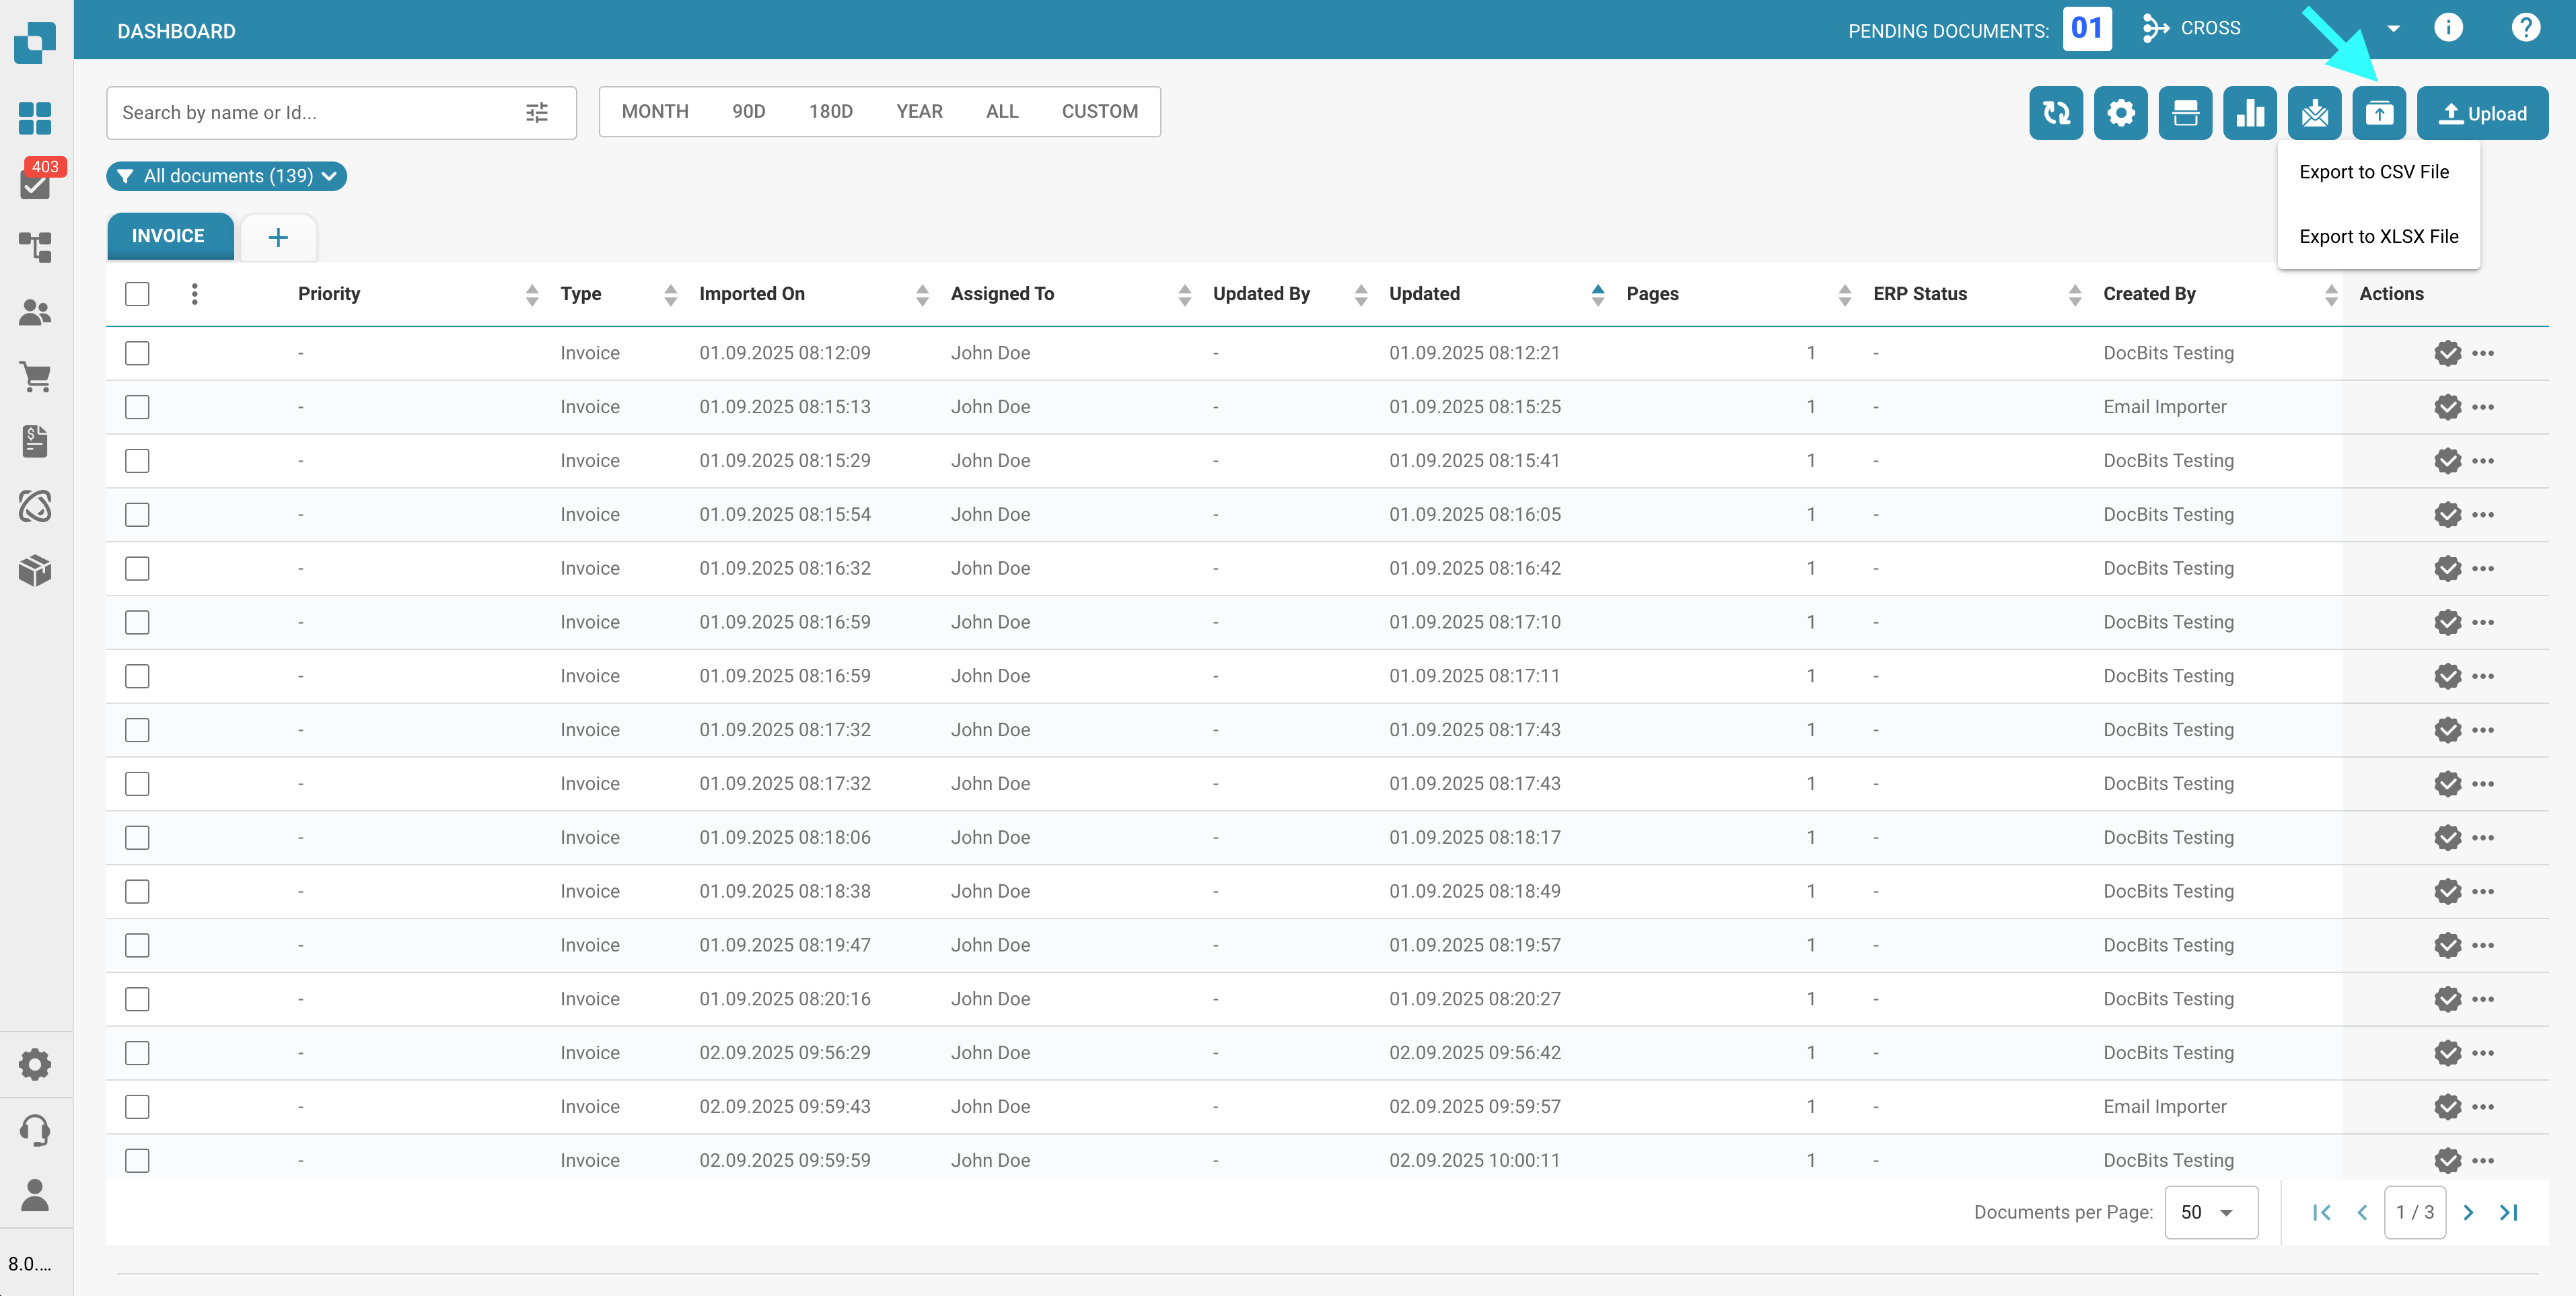 DASHBOARD
PENDING DOCUMENTS: 01 CROSS
Search by name or Id...
MONTH 90D 180D YEAR ALL CUSTOM
Upload
403
All documents (139)
Export to CSV File
Export to XLSX File
INVOICE +
Priority Type Imported On Assigned To Updated By Updated Pages ERP Status Created By Actions
- Invoice 01.09.2025 08:12:09 John Doe - 01.09.2025 08:12:21 1 - DocBits Testing
- Invoice 01.09.2025 08:15:13 John Doe - 01.09.2025 08:15:25 1 - Email Importer
- Invoice 01.09.2025 08:15:29 John Doe - 01.09.2025 08:15:41 1 - DocBits Testing
- Invoice 01.09.2025 08:15:54 John Doe - 01.09.2025 08:16:05 1 - DocBits Testing
- Invoice 01.09.2025 08:16:32 John Doe - 01.09.2025 08:16:42 1 - DocBits Testing
- Invoice 01.09.2025 08:16:59 John Doe - 01.09.2025 08:17:10 1 - DocBits Testing
- Invoice 01.09.2025 08:16:59 John Doe - 01.09.2025 08:17:11 1 - DocBits Testing
- Invoice 01.09.2025 08:17:32 John Doe - 01.09.2025 08:17:43 1 - DocBits Testing
- Invoice 01.09.2025 08:17:32 John Doe - 01.09.2025 08:17:43 1 - DocBits Testing
- Invoice 01.09.2025 08:18:06 John Doe - 01.09.2025 08:18:17 1 - DocBits Testing
- Invoice 01.09.2025 08:18:38 John Doe - 01.09.2025 08:18:49 1 - DocBits Testing
- Invoice 01.09.2025 08:19:47 John Doe - 01.09.2025 08:19:57 1 - DocBits Testing
- Invoice 01.09.2025 08:20:16 John Doe - 01.09.2025 08:20:27 1 - DocBits Testing
- Invoice 02.09.2025 09:56:29 John Doe - 02.09.2025 09:56:42 1 - DocBits Testing
- Invoice 02.09.2025 09:59:43 John Doe - 02.09.2025 09:59:57 1 - Email Importer
- Invoice 02.09.2025 09:59:59 John Doe - 02.09.2025 10:00:11 1 - DocBits Testing
Documents per Page: 50 1 / 3
8.0....